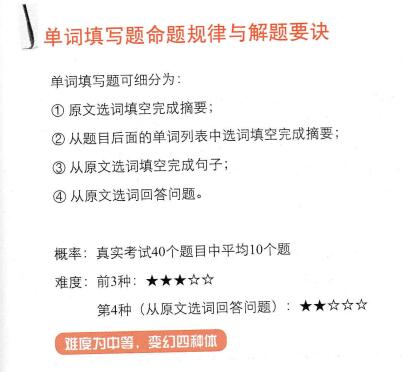 单词填写题命题规律与解题要诀
单词填写题可细分为：
① 原文选词填空完成摘要；
② 从题目后面的单词列表中选词填空完成摘要；
③ 从原文选词填空完成句子；
④ 从原文选词回答问题。
概率：真实考试40个题目中平均10个题
难度：前3种：★★★☆☆
第4种（从原文选词回答问题）：★★☆☆☆
难度为中等，变幻四种体